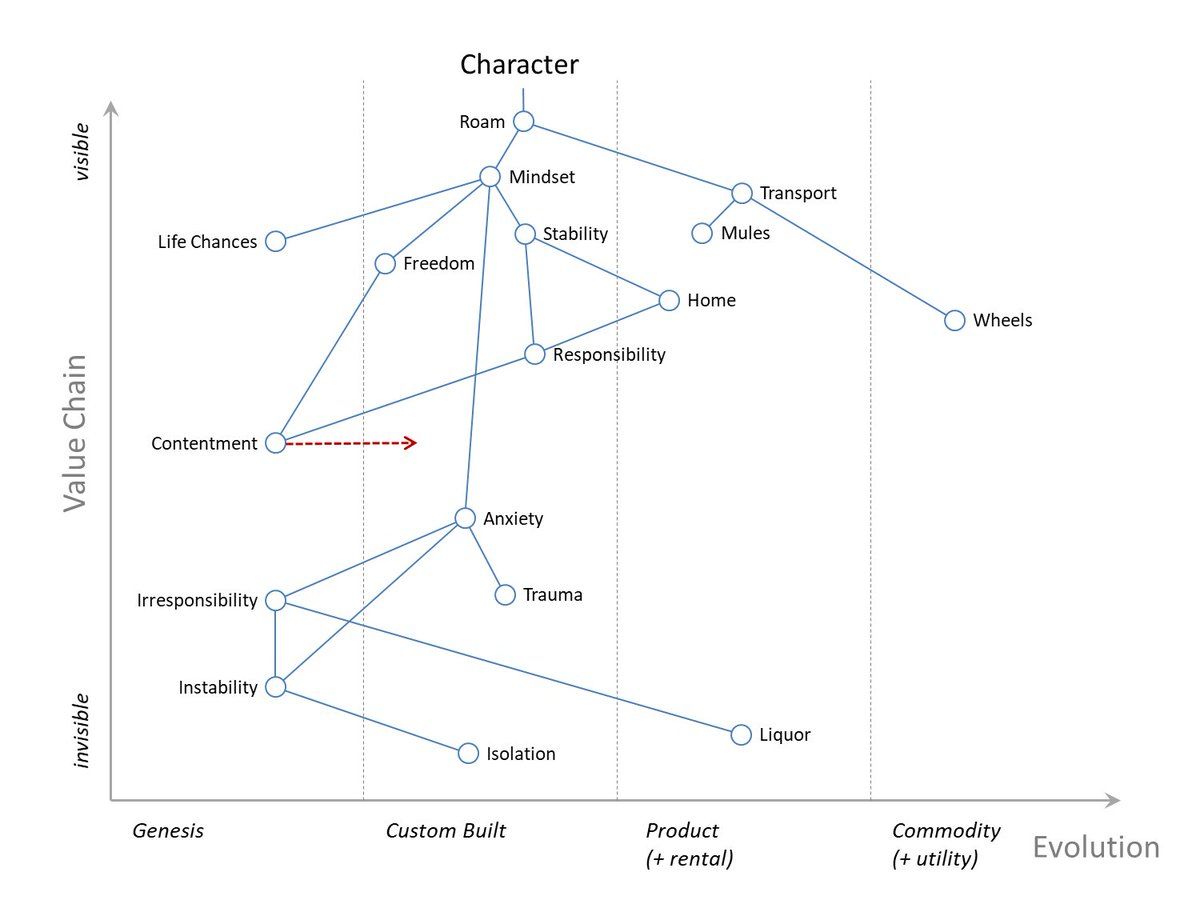 Character
visible
Roam
Mindset
Transport
Stability
Mules
Life Chances
Freedom
Home
Wheels
Responsibility
Value Chain
Contentment
Anxiety
Trauma
Irresponsibility
Instability
invisible
Liquor
Isolation
Genesis
Custom Built
Product
(+ rental)
Commodity
(+ utility)
Evolution